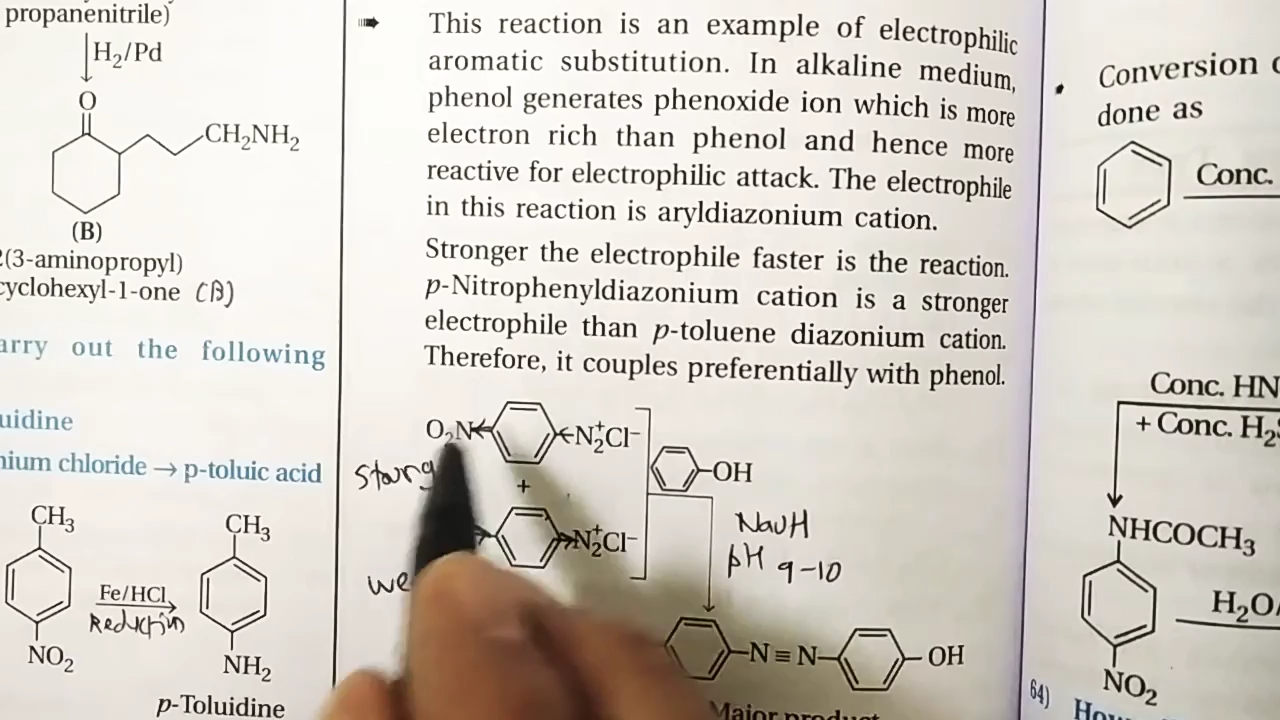 propanenitrile)
H₂/Pd
O
CH₂NH₂
(B)
2(3-aminopropyl)
cyclohexyl-1-one (B)
arry out the following
uidine
nium chloride → p-toluic acid
CH₃
CH₃
Fe/HCl
Reduction
NO₂
NH₂
p-Toluidine
This reaction is an example of electrophilic
aromatic substitution. In alkaline medium,
phenol generates phenoxide ion which is more
electron rich than phenol and hence more
reactive for electrophilic attack. The electrophile
in this reaction is aryldiazonium cation.
Stronger the electrophile faster is the reaction.
p-Nitrophenyldiazonium cation is a stronger
electrophile than p-toluene diazonium cation.
Therefore, it couples preferentially with phenol.
O₂N
N₂⁺Cl⁻
Starng
+
N₂⁺Cl⁻
we
OH
NaOH
pH 9-10
N≡N
OH
Major product
Conversion
done as
Conc.
Conc. HN
+ Conc. H₂S
NHCOCH₃
H₂O/
NO₂
64) How